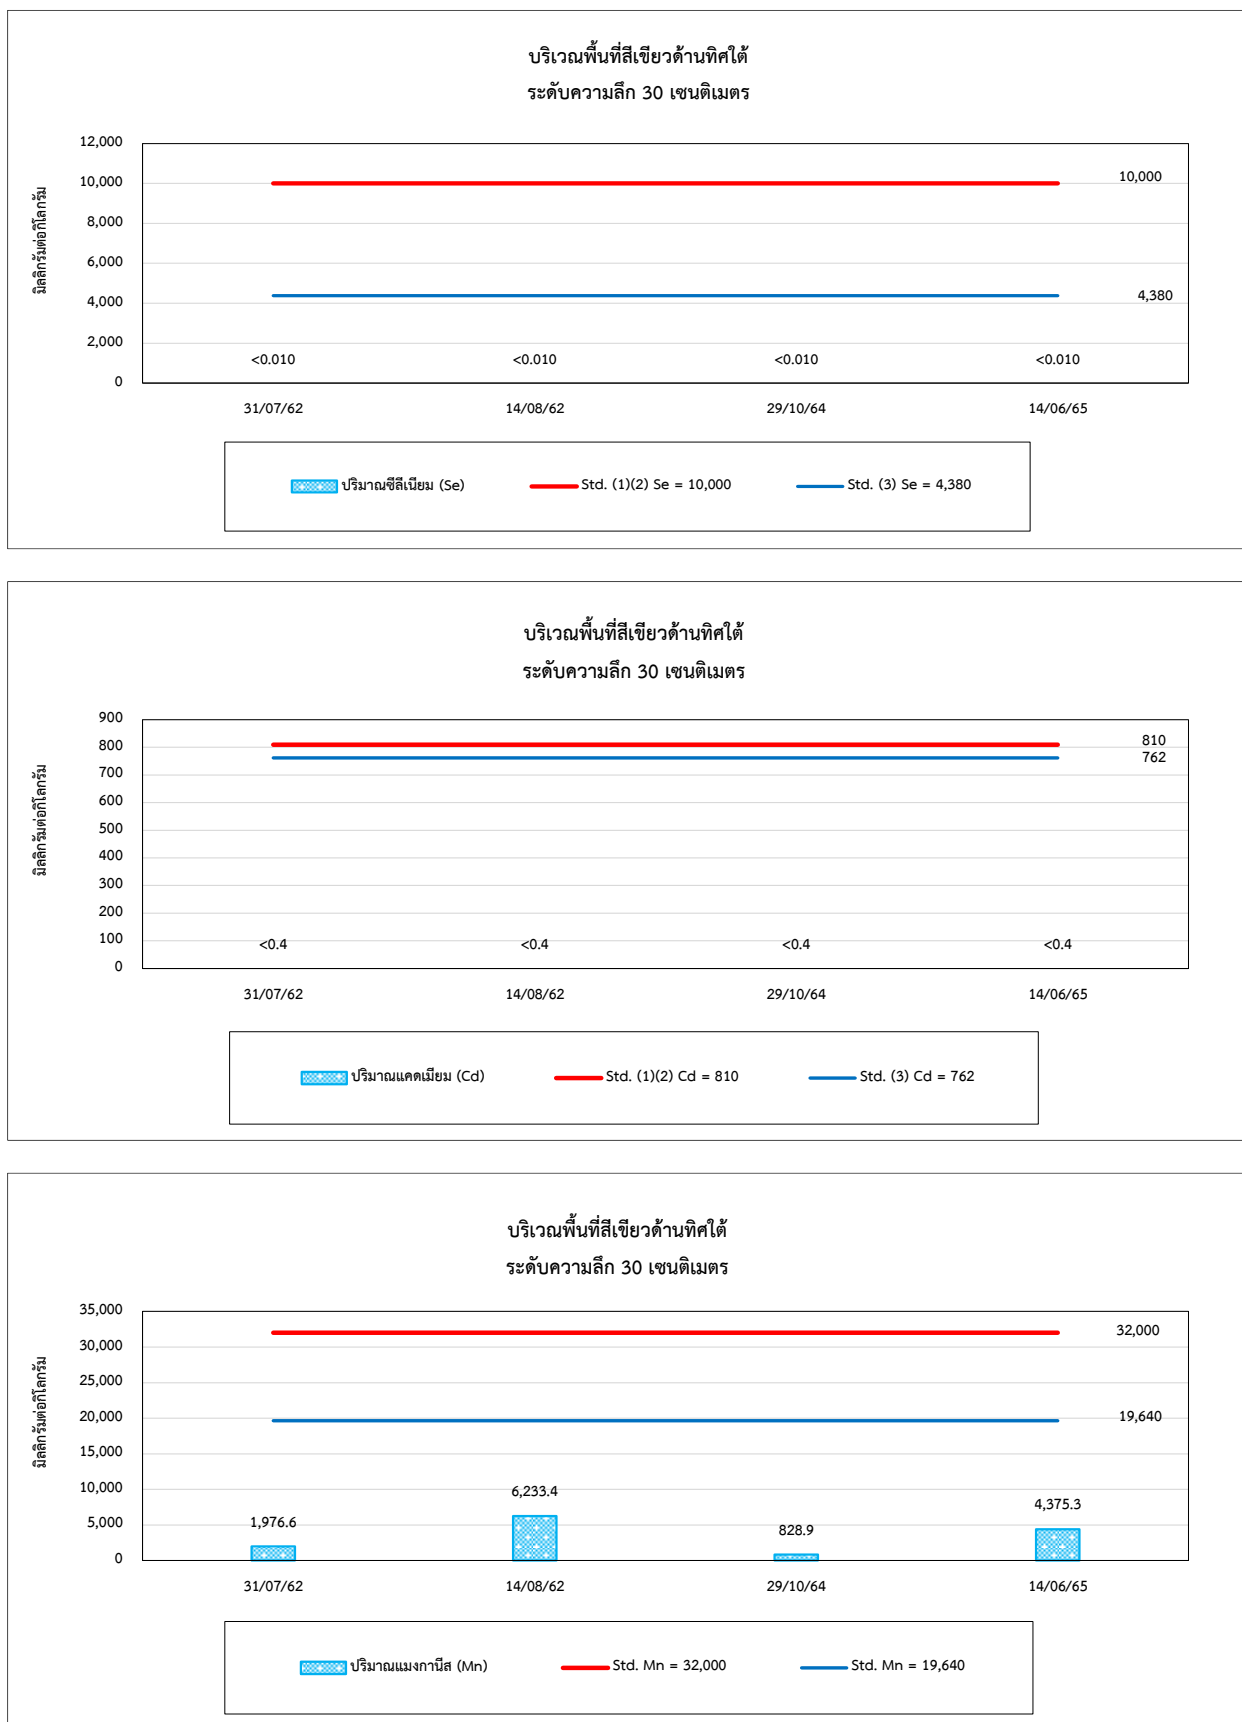 บริเวณพื้นที่สีเขียวด้านทิศใต้
ระดับความลึก 30 เซนติเมตร
มิลลิกรัมต่อกิโลกรัม
12,000
10,000
8,000
6,000
4,000
2,000
0
10,000
4,380
<0.010 <0.010 <0.010 <0.010
31/07/62 14/08/62 29/10/64 14/06/65
ปริมาณซีลีเนียม (Se) Std. (1)(2) Se = 10,000 Std. (3) Se = 4,380
บริเวณพื้นที่สีเขียวด้านทิศใต้
ระดับความลึก 30 เซนติเมตร
มิลลิกรัมต่อกิโลกรัม
900
800
700
600
500
400
300
200
100
0
810
762
<0.4 <0.4 <0.4 <0.4
31/07/62 14/08/62 29/10/64 14/06/65
ปริมาณแคดเมียม (Cd) Std. (1)(2) Cd = 810 Std. (3) Cd = 762
บริเวณพื้นที่สีเขียวด้านทิศใต้
ระดับความลึก 30 เซนติเมตร
มิลลิกรัมต่อกิโลกรัม
35,000
30,000
25,000
20,000
15,000
10,000
5,000
0
32,000
19,640
1,976.6 6,233.4 828.9 4,375.3
31/07/62 14/08/62 29/10/64 14/06/65
ปริมาณแมงกานีส (Mn) Std. Mn = 32,000 Std. Mn = 19,640